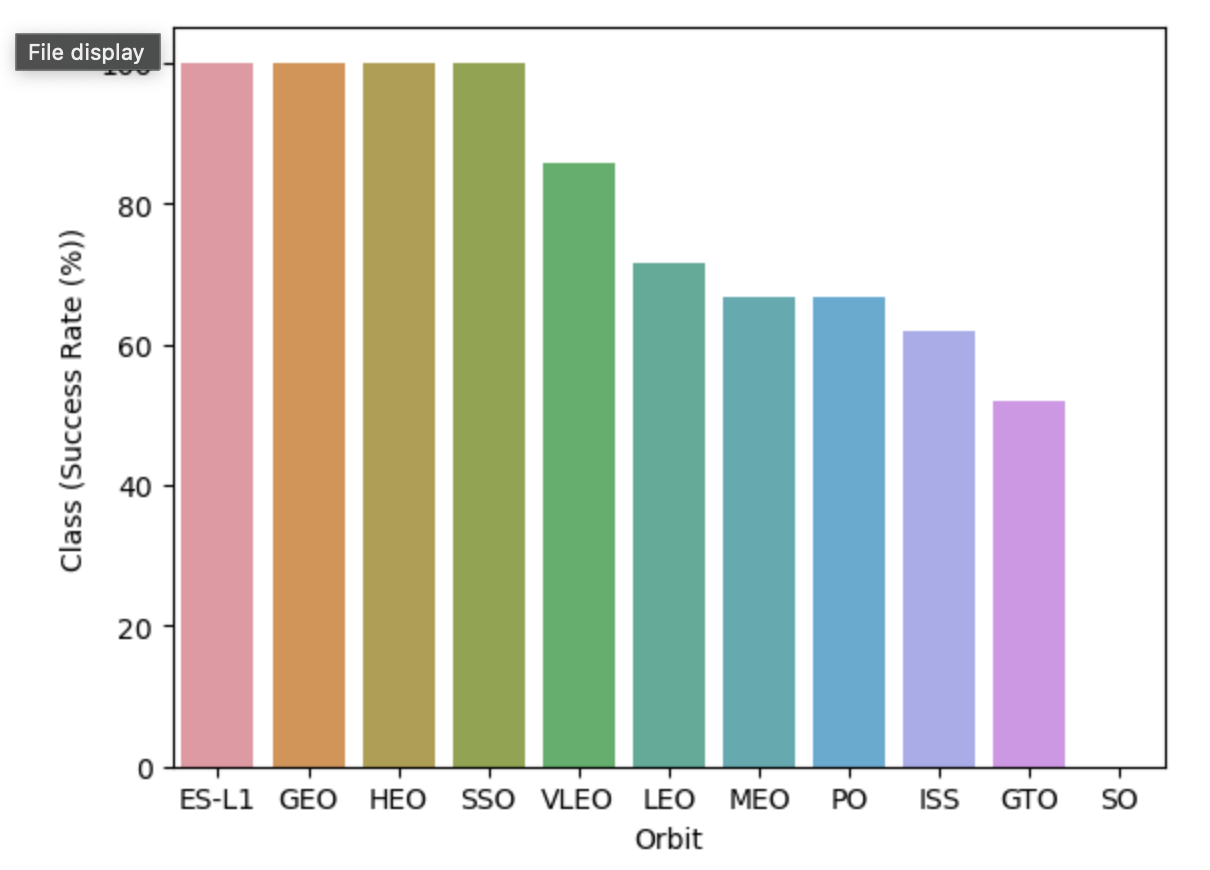 File display
80
60
40
20
0
Class (Success Rate (%))
ES-L1 GEO HEO SSO VLEO LEO MEO PO ISS GTO SO
Orbit